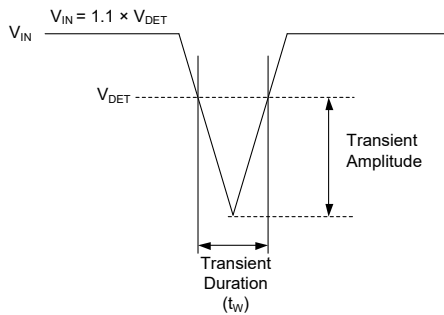 V_IN = 1.1 × V_DET
V_IN
V_DET
Transient
Amplitude
Transient
Duration
(t_W)